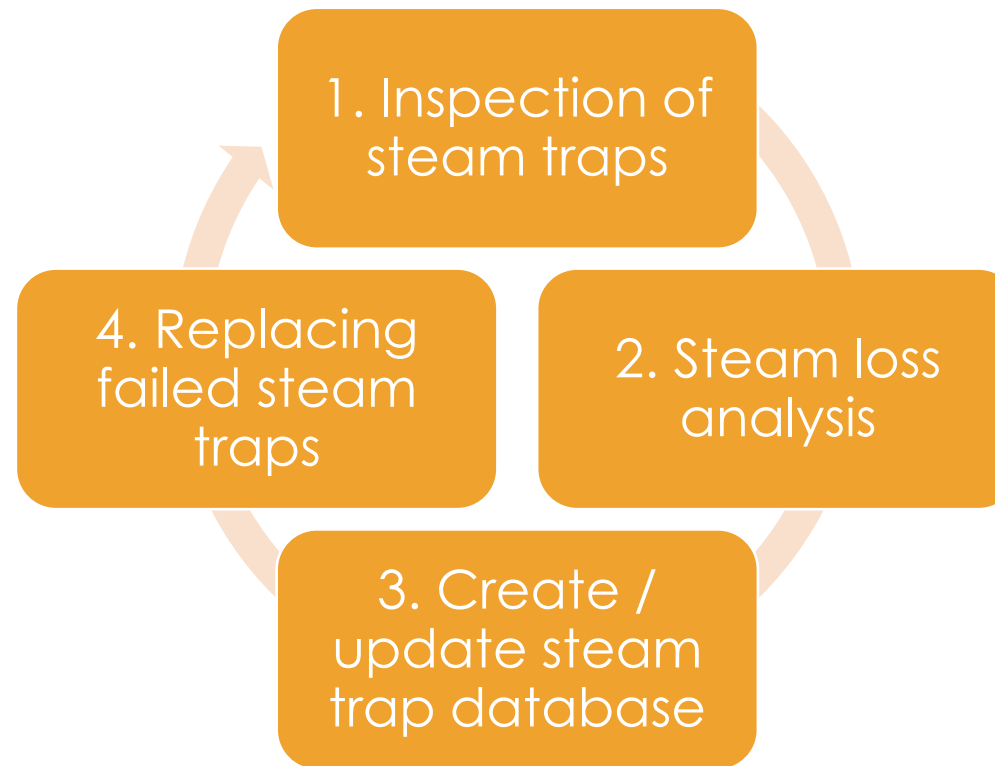 1. Inspection of
steam traps
2. Steam loss
analysis
3. Create /
update steam
trap database
4. Replacing
failed steam
traps